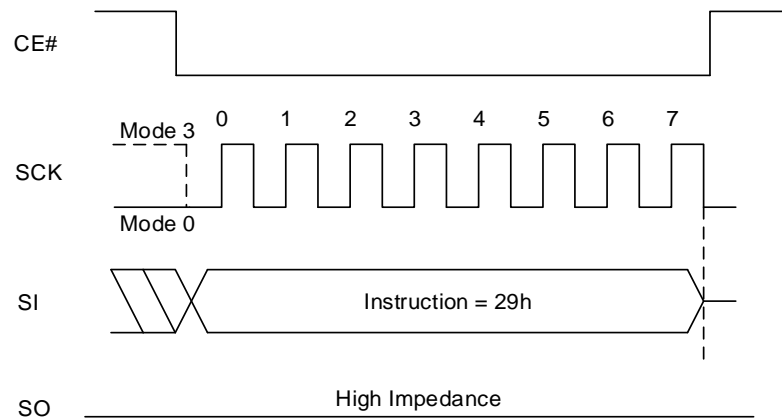 CE#
0 1 2 3 4 5 6 7
Mode 3
SCK
Mode 0
SI
Instruction = 29h
High Impedance
SO